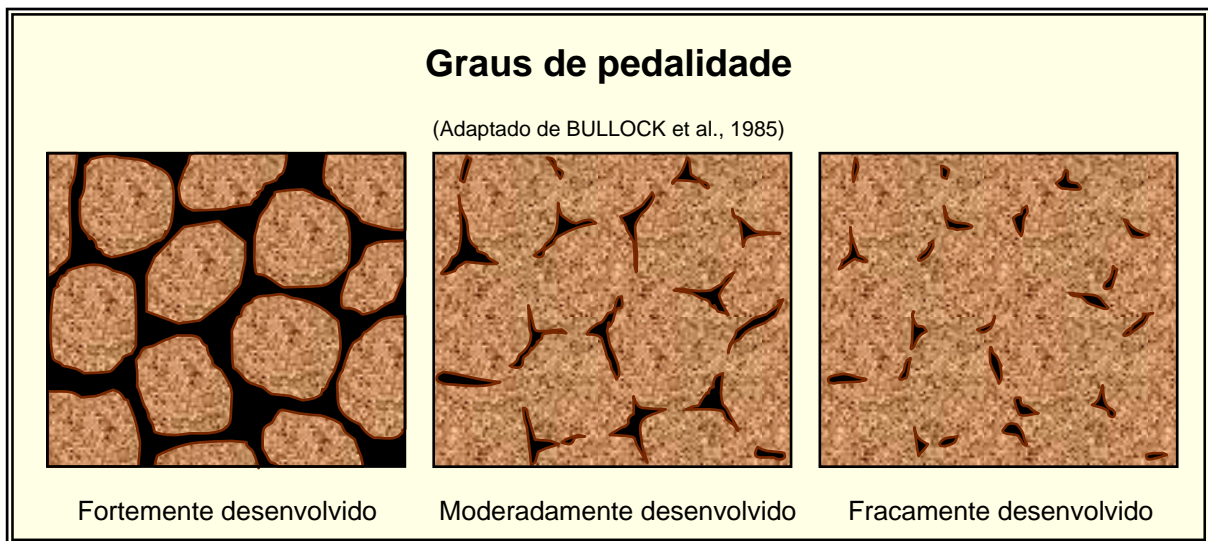 Graus de pedalidade
(Adaptado de BULLOCK et al., 1985)
Fortemente desenvolvido
Moderadamente desenvolvido
Fracamente desenvolvido